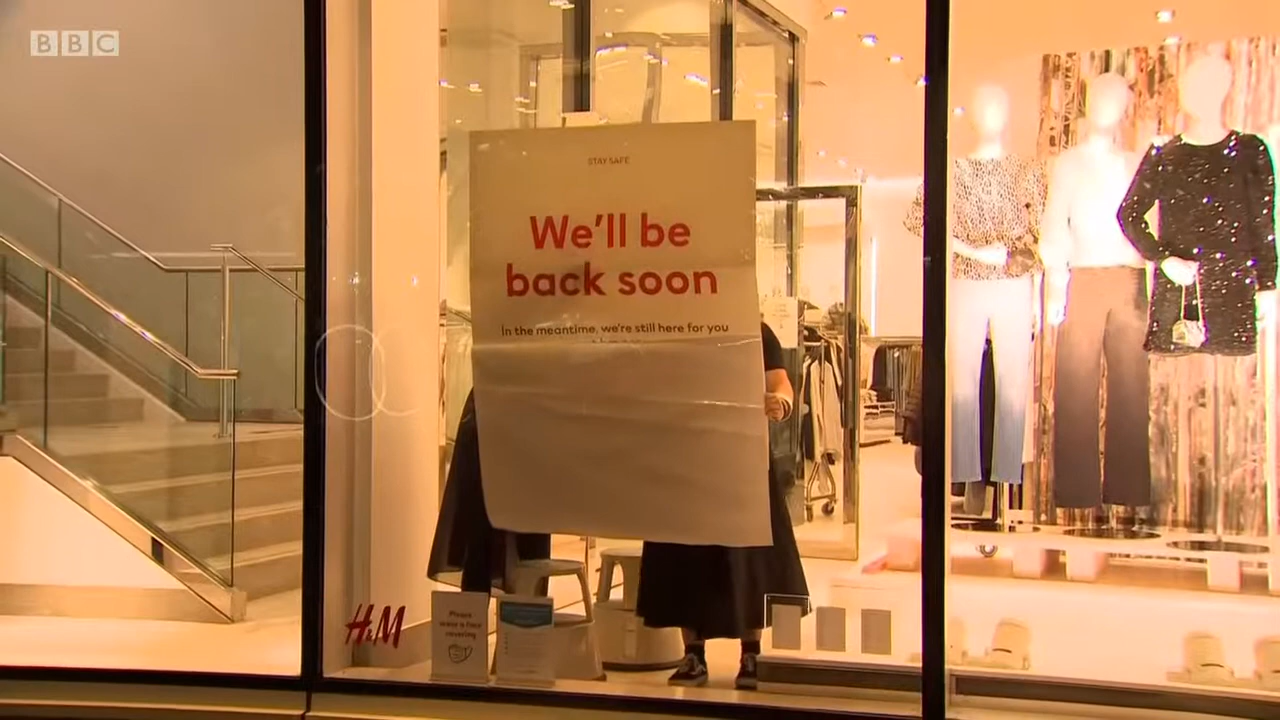 BBC
STAY SAFE
We'll be
back soon
In the meantime, we're still here for you
H&M
Please
wear a face
covering